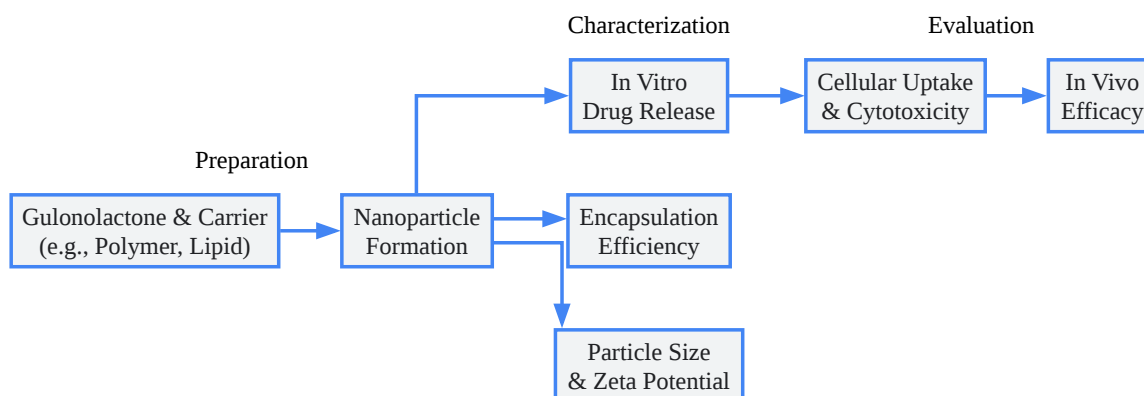 Characterization
Evaluation
In Vitro
Drug Release
Cellular Uptake
& Cytotoxicity
In Vivo
Efficacy
Preparation
Gulonolactone & Carrier
(e.g., Polymer, Lipid)
Nanoparticle
Formation
Encapsulation
Efficiency
Particle Size
& Zeta Potential